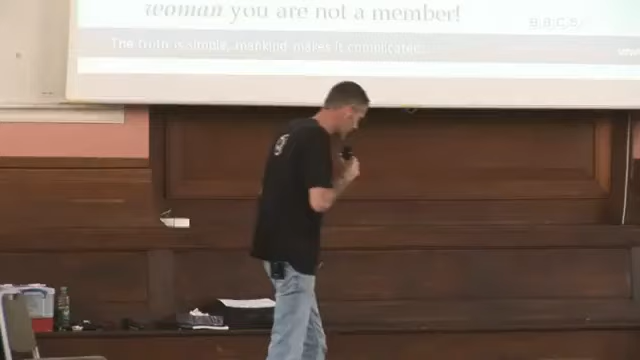 woman you are not a member!
The truth is simple, mankind makes it complicated.